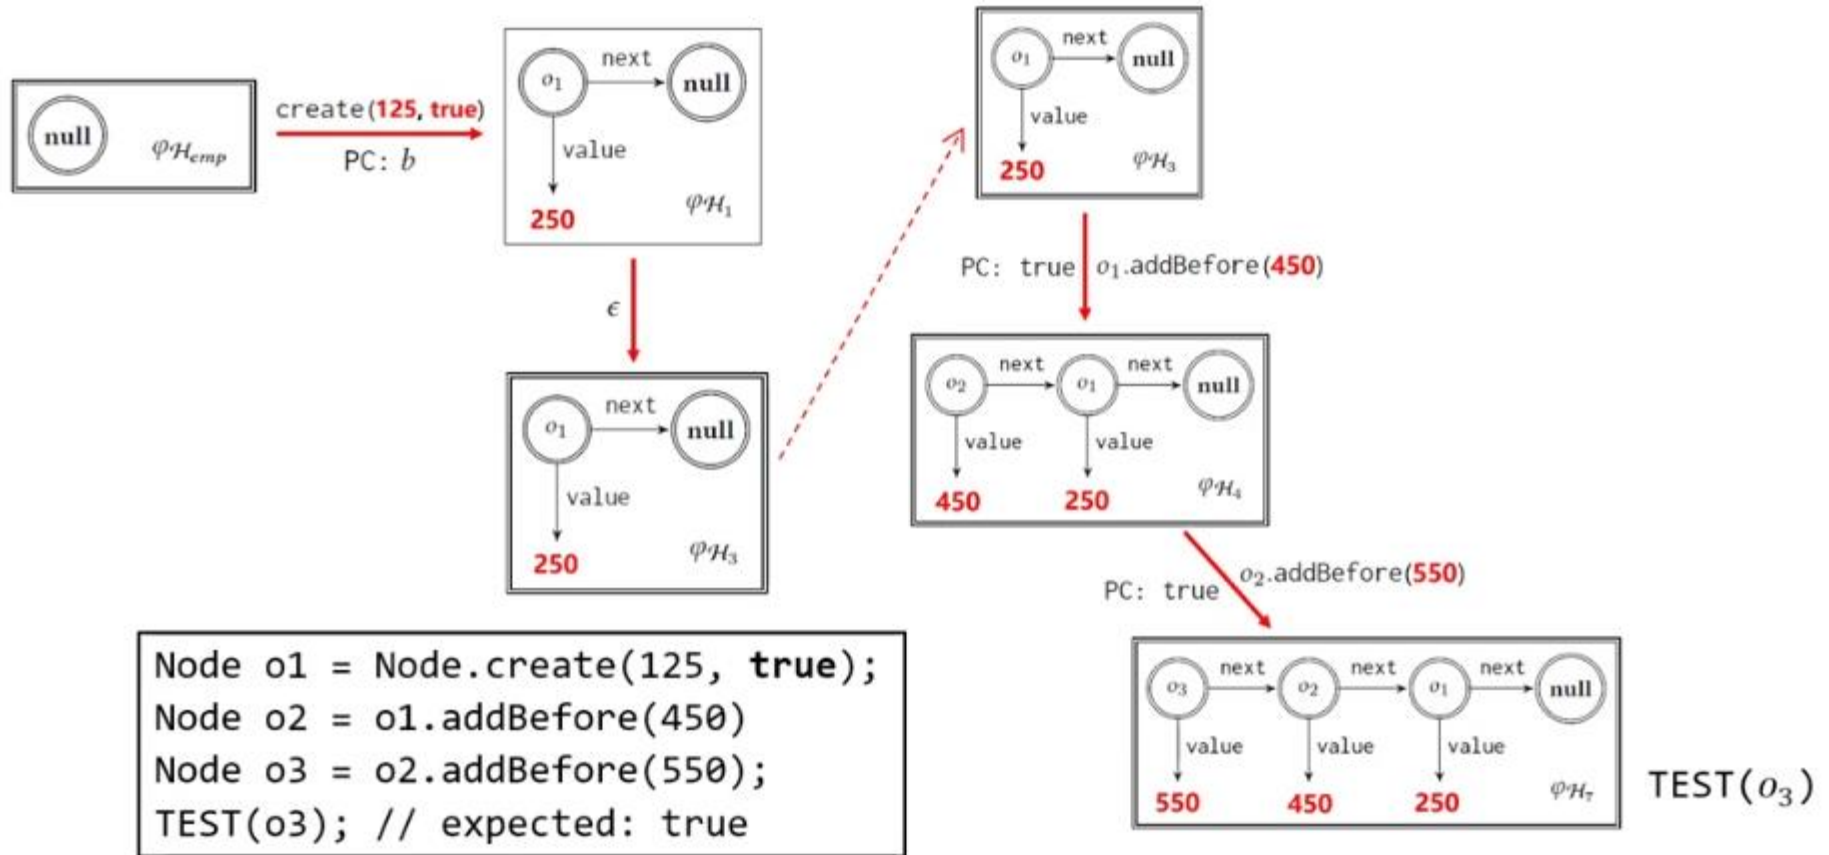 null
φ𝓗emp
create(125, true)
PC: b
o₁
next
null
value
250
φ𝓗₁
ϵ
o₁
next
null
value
250
φ𝓗₃
o₁
next
null
value
250
φ𝓗₃
PC: true o₁.addBefore(450)
o₂
next
o₁
next
null
value
value
450
250
φ𝓗₄
PC: true
o₂.addBefore(550)
o₃
next
o₂
next
o₁
next
null
value
value
value
550
450
250
φ𝓗₇
TEST(o₃)
Node o1 = Node.create(125, true);
Node o2 = o1.addBefore(450)
Node o3 = o2.addBefore(550);
TEST(o3); // expected: true